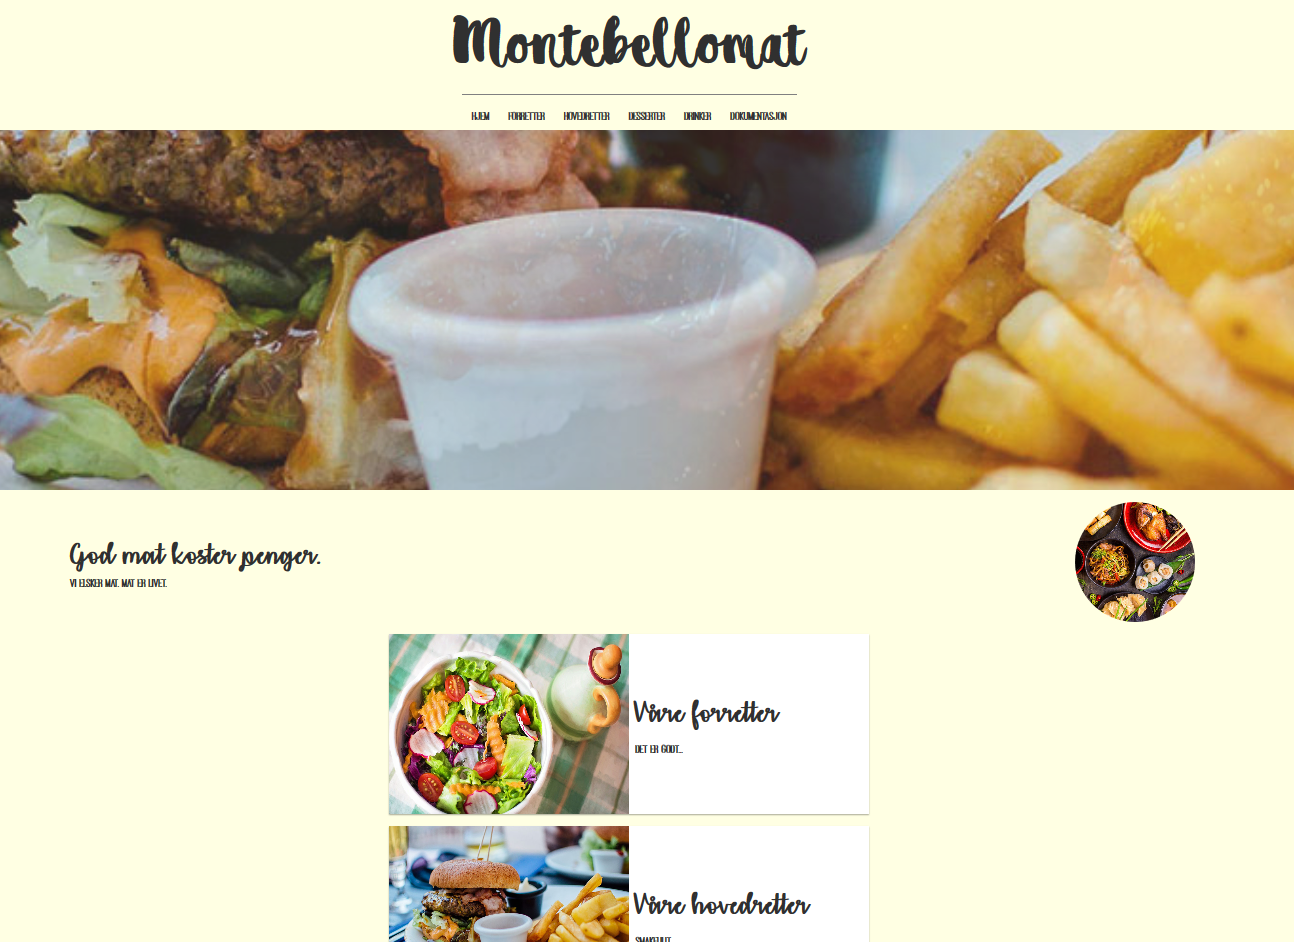 Montebellomat
HJEM FORRETTER HOVEDRETTER DESSERTER DRINKER DOKUMENTASJON
God mat koster penger.
VI ELSKER MAT. MAT ER LIVET.
Våre forretter
DET ER GODT...
Våre hovedretter